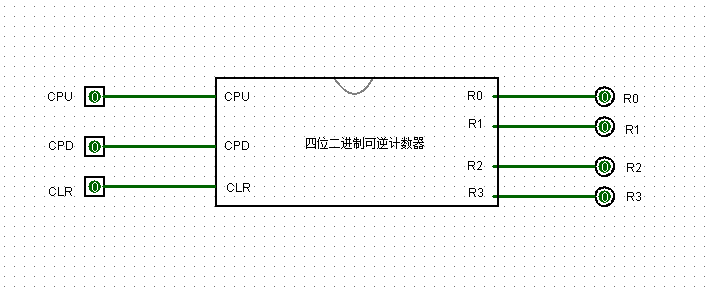 CPU 0 CPU R0 0 R0
R1 0 R1
CPD 0 CPD 四位二进制可逆计数器
R2 0 R2
CLR 0 CLR R3 0 R3